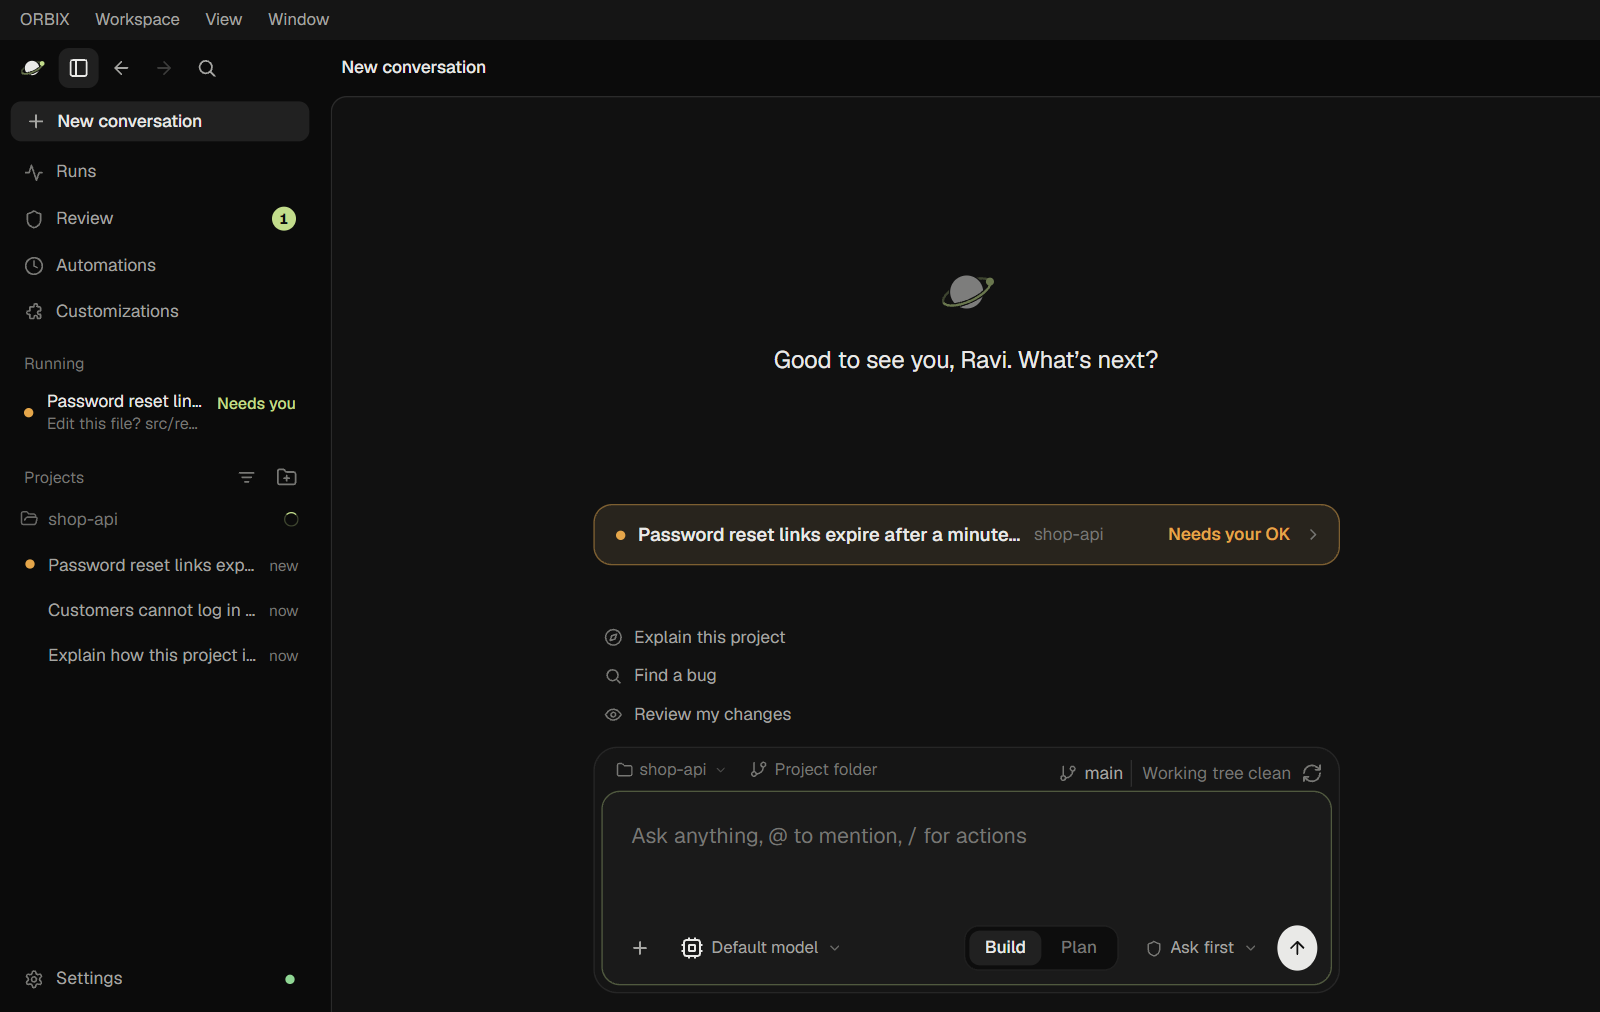 ORBIX Workspace View Window
New conversation
New conversation
Runs
Review 1
Automations
Customizations
Running
Password reset lin... Needs you
Edit this file? src/re...
Projects
shop-api
Password reset links exp... new
Customers cannot log in ... now
Explain how this project i... now
Settings
Good to see you, Ravi. What’s next?
Password reset links expire after a minute... shop-api Needs your OK
Explain this project
Find a bug
Review my changes
shop-api Project folder main Working tree clean
Ask anything, @ to mention, / for actions
Default model Build Plan Ask first